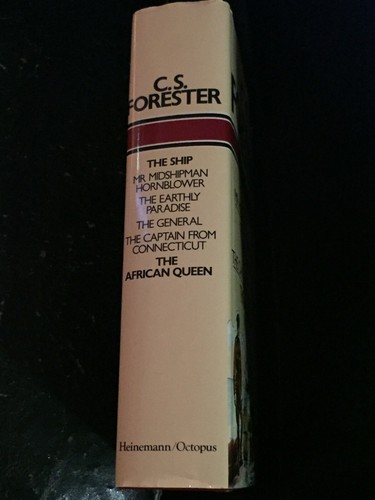 C.S.
FORESTER
THE SHIP
MR MIDSHIPMAN
HORNBLOWER
THE EARTHLY
PARADISE
THE GENERAL
THE CAPTAIN FROM
CONNECTICUT
THE
AFRICAN QUEEN
Heinemann/Octopus